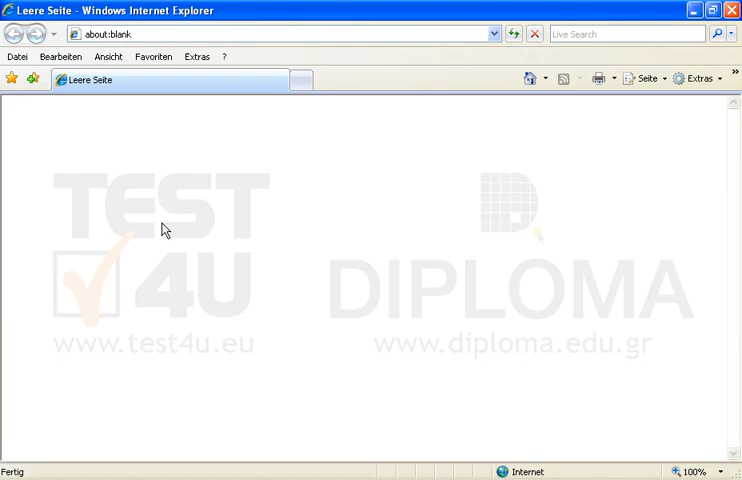 Leere Seite - Windows Internet Explorer
about:blank
Live Search
Datei Bearbeiten Ansicht Favoriten Extras ?
Leere Seite
Seite Extras
TEST
4U
www.test4u.eu
D
DIPLOMA
www.diploma.edu.gr
Fertig
Internet
100%